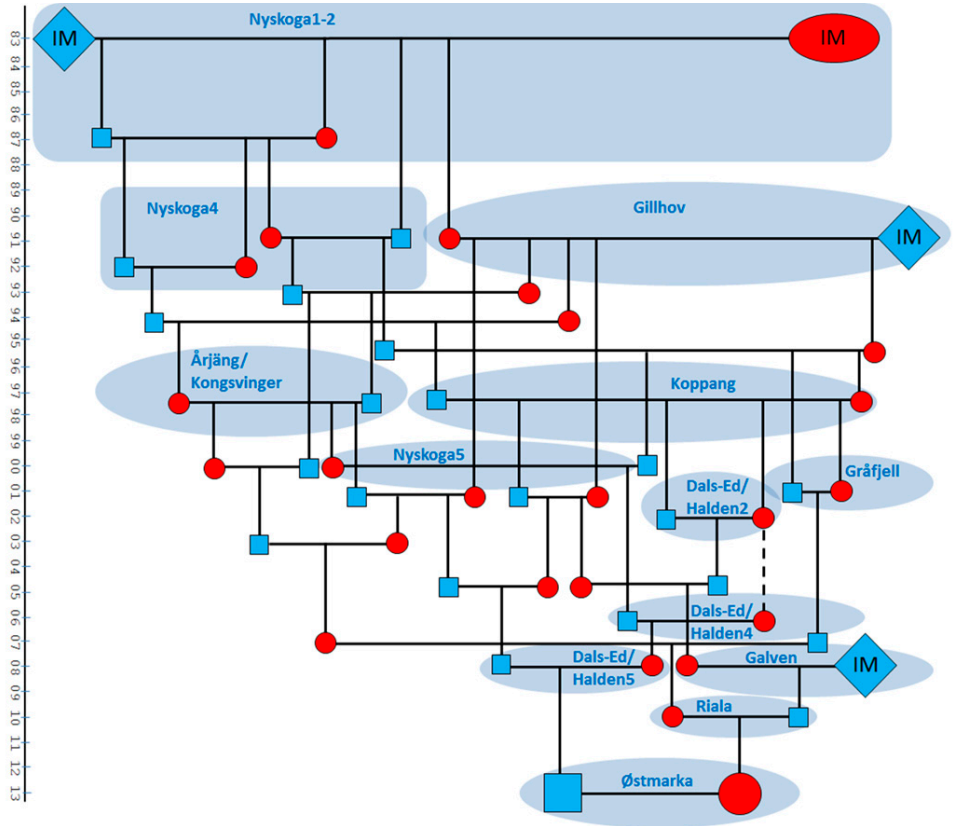 Nyskoga1-2
IM
IM
83
84
85
86
87
88
89
90
91
92
93
94
95
96
97
98
99
00
01
02
03
04
05
06
07
08
09
10
11
12
13
Nyskoga4
Gillhov
IM
Årjäng/
Kongsvinger
Koppang
Nyskoga5
Gråfjell
Dals-Ed/
Halden2
Dals-Ed/
Halden4
Dals-Ed/
Halden5
Galven
IM
Riala
Østmarka